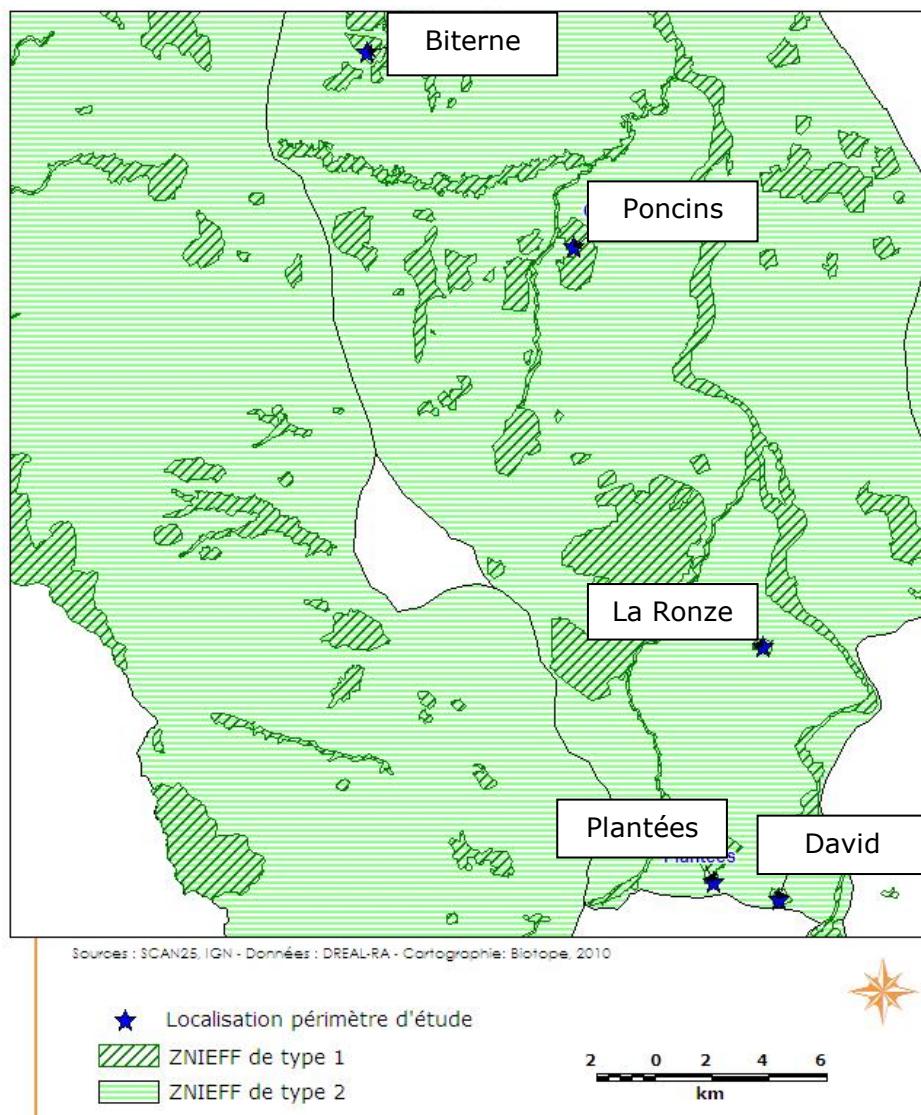 Biterne
Poncins
La Ronze
Plantées
David
Plantées
Sources : SCAN25, IGN - Données : DREAL-RA - Cartographie: Biotope, 2010
Localisation périmètre d'étude
ZNIEFF de type 1
ZNIEFF de type 2
2 0 2 4 6
km